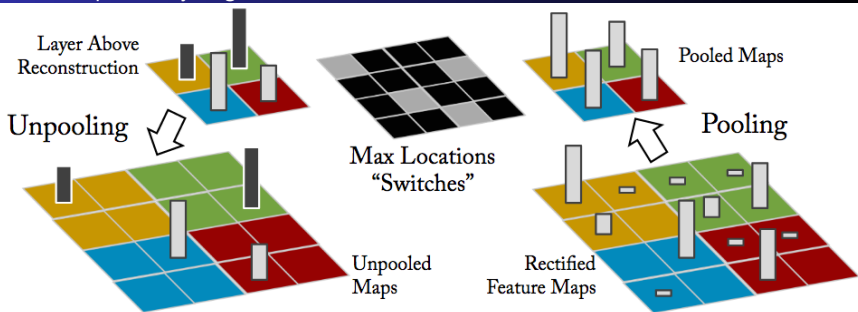 Layer Above
Reconstruction
Pooled Maps
Unpooling
Pooling
Max Locations
“Switches”
Unpooled
Maps
Rectified
Feature Maps